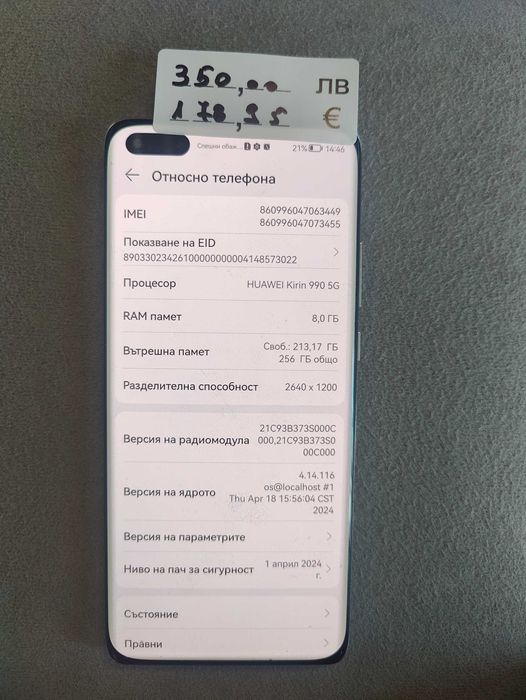 350,00 ЛВ
178,95 €
Спешни обаж... 21% 14:46
← Относно телефона
IMEI 860996047063449
860996047073455
Показване на EID
89033023426100000000004148573022
Процесор HUAWEI Kirin 990 5G
RAM памет 8,0 ГБ
Вътрешна памет Своб.: 213,17 ГБ
256 ГБ общо
Разделителна способност 2640 x 1200
Версия на радиомодула 21C93B373S000C
000,21C93B373S0
00C000
Версия на ядрото 4.14.116
os@localhost #1
Thu Apr 18 15:56:04 CST
2024
Версия на параметрите
Ниво на пач за сигурност 1 април 2024
г.
Състояние
Правни